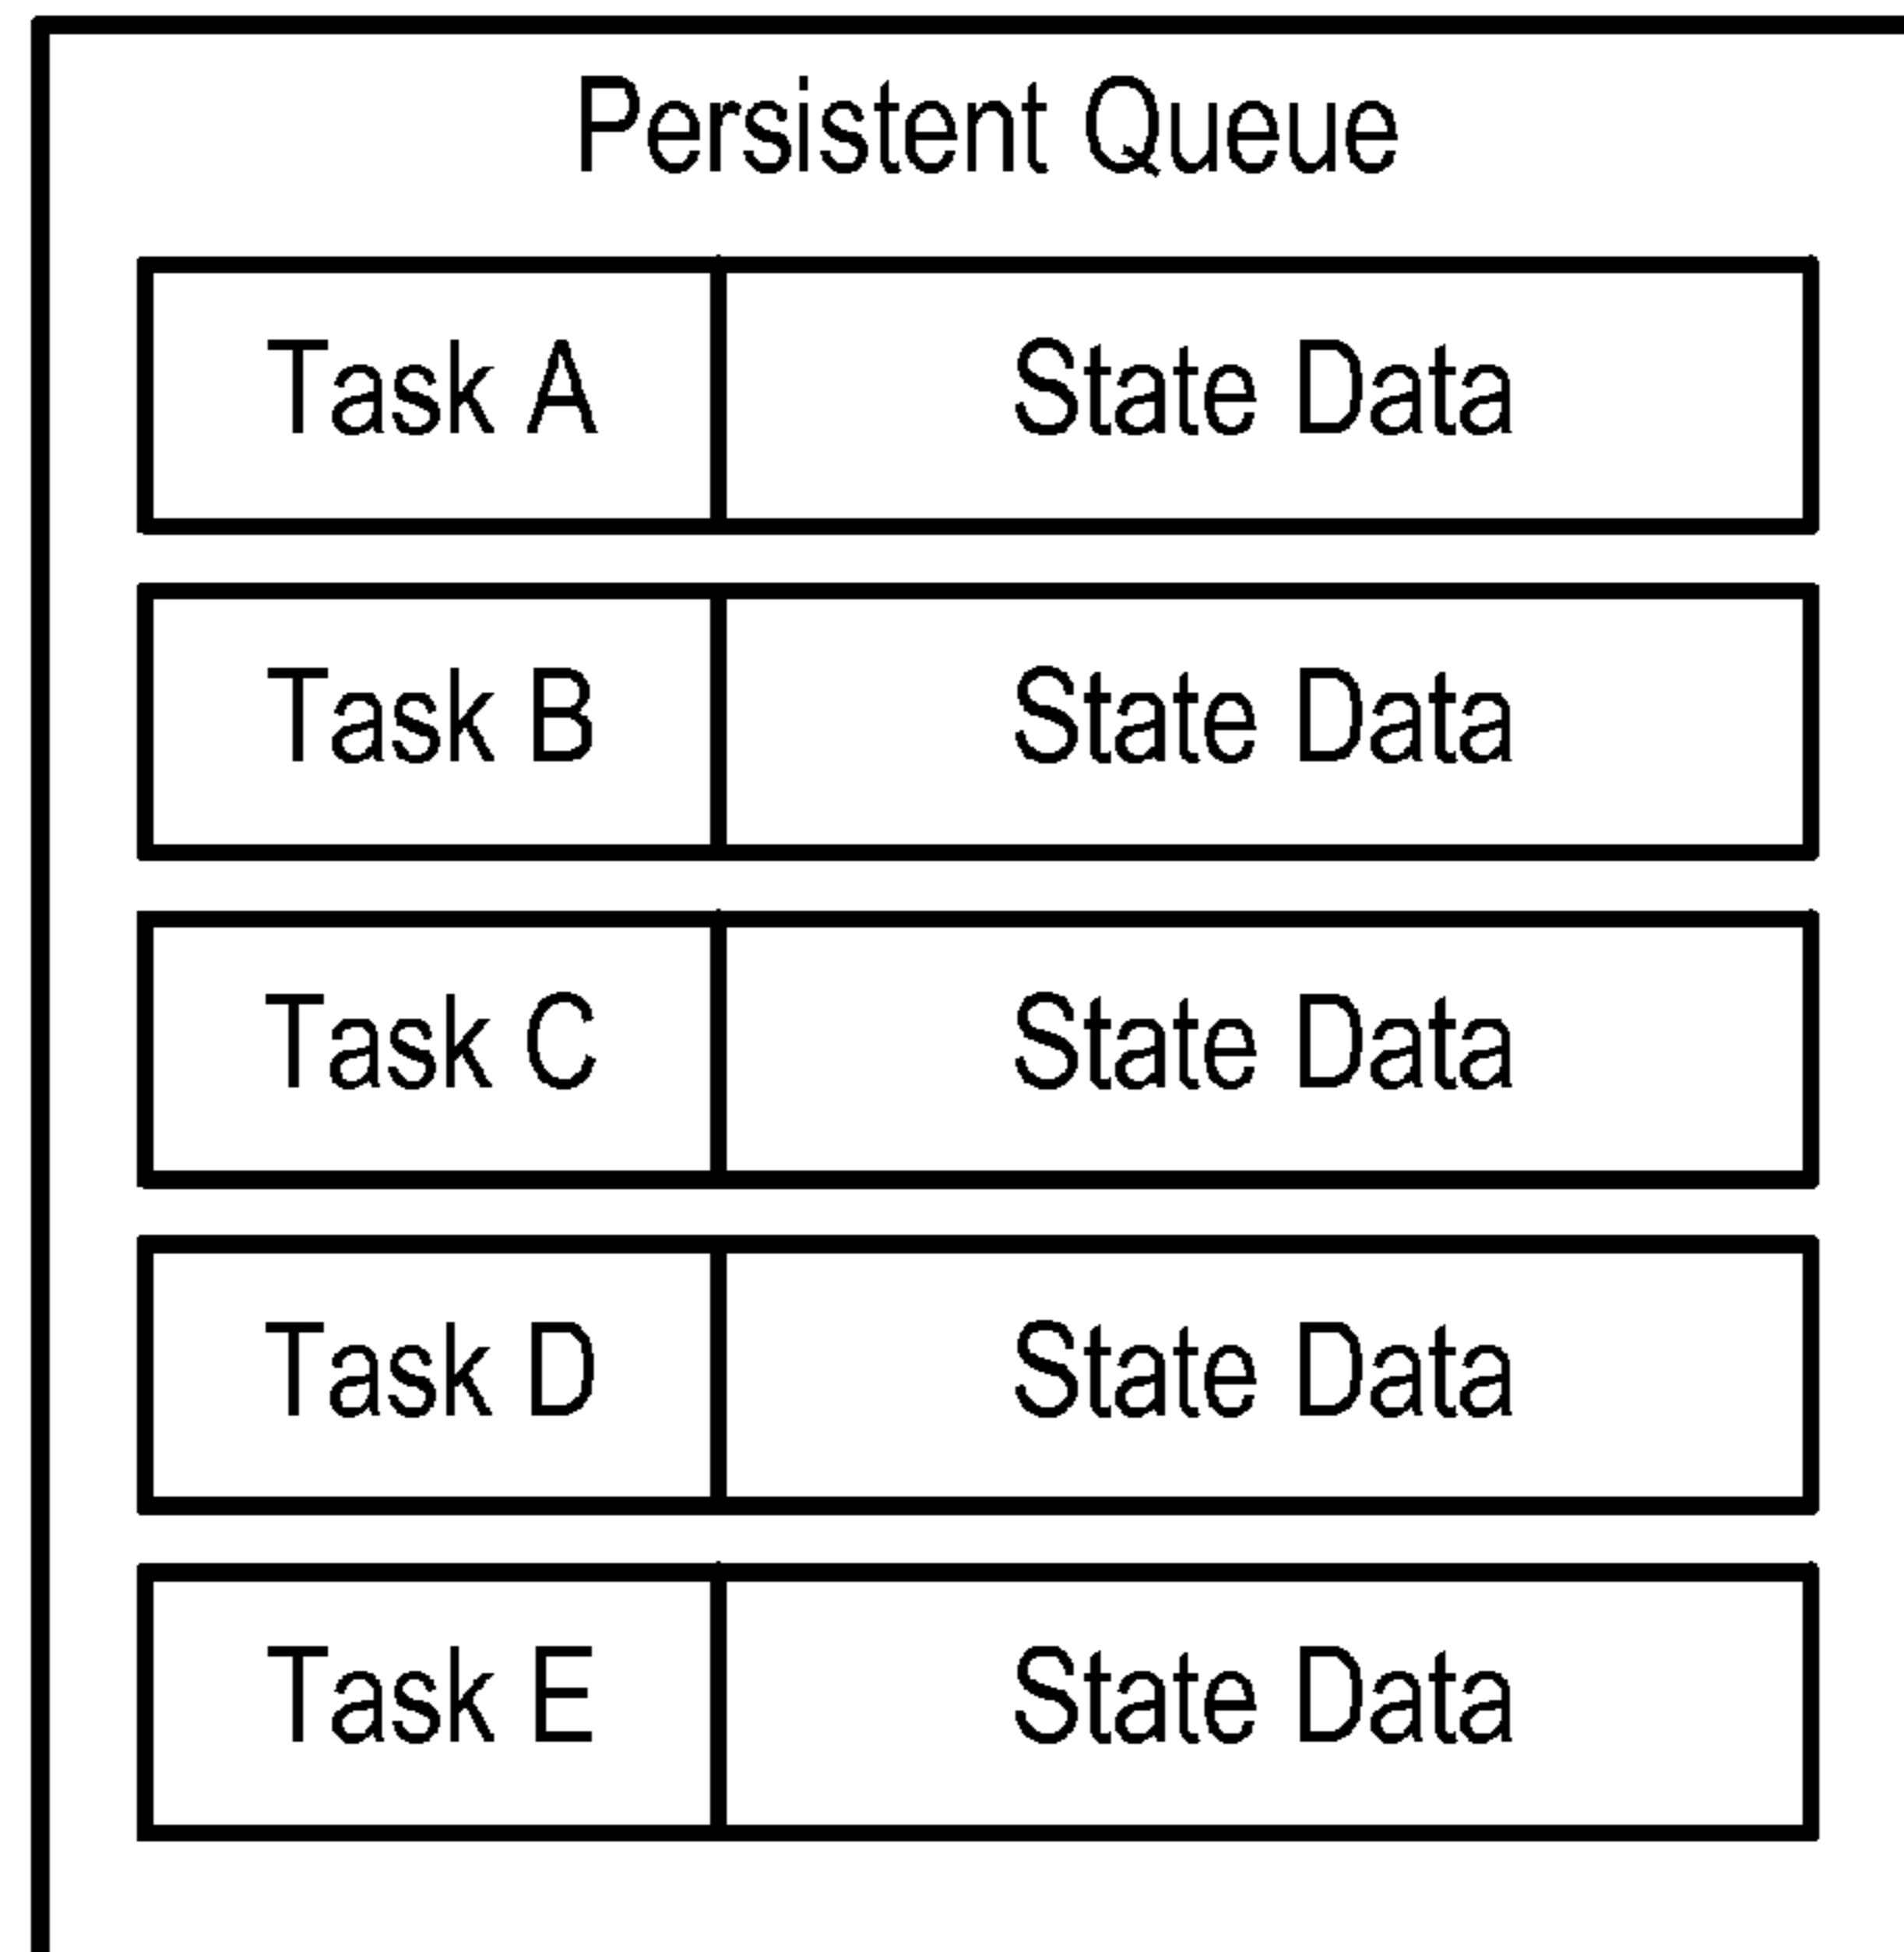 Persistent Queue
Task A State Data
Task B State Data
Task C State Data
Task D State Data
Task E State Data